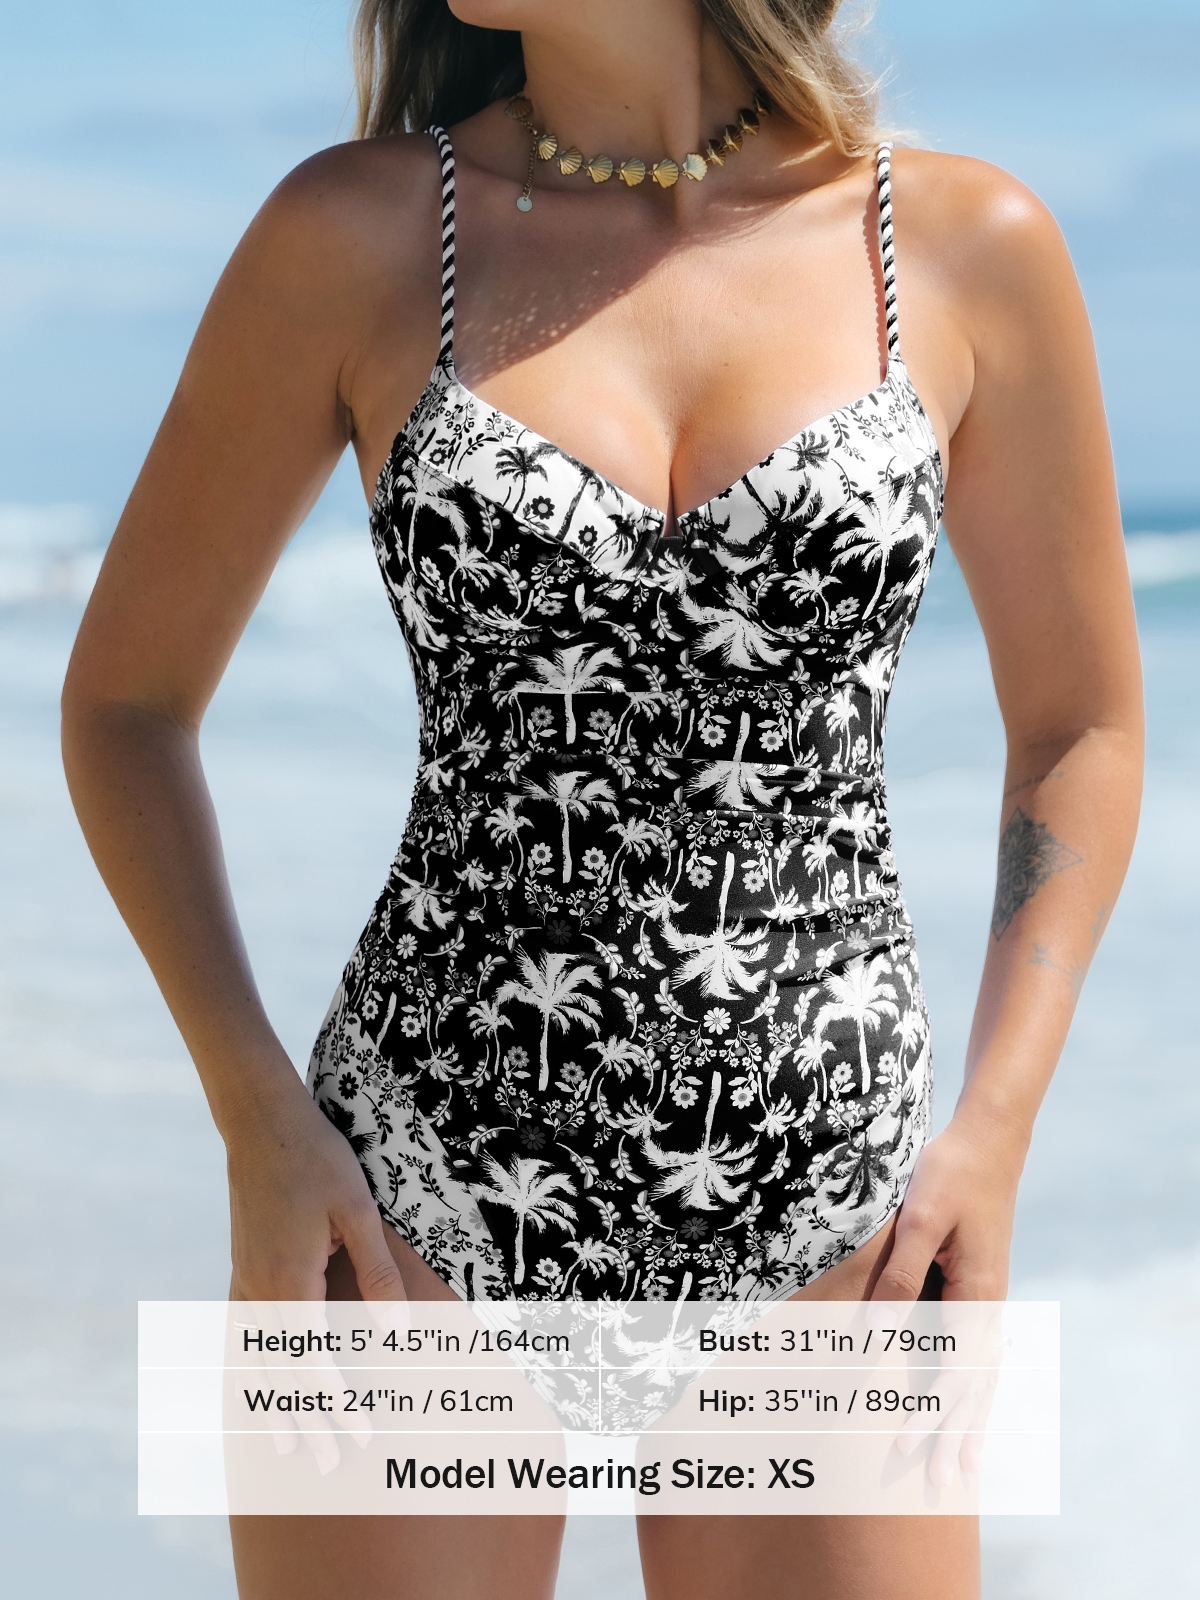 Height: 5' 4.5''in /164cm
Bust: 31''in / 79cm
Waist: 24''in / 61cm
Hip: 35''in / 89cm
Model Wearing Size: XS